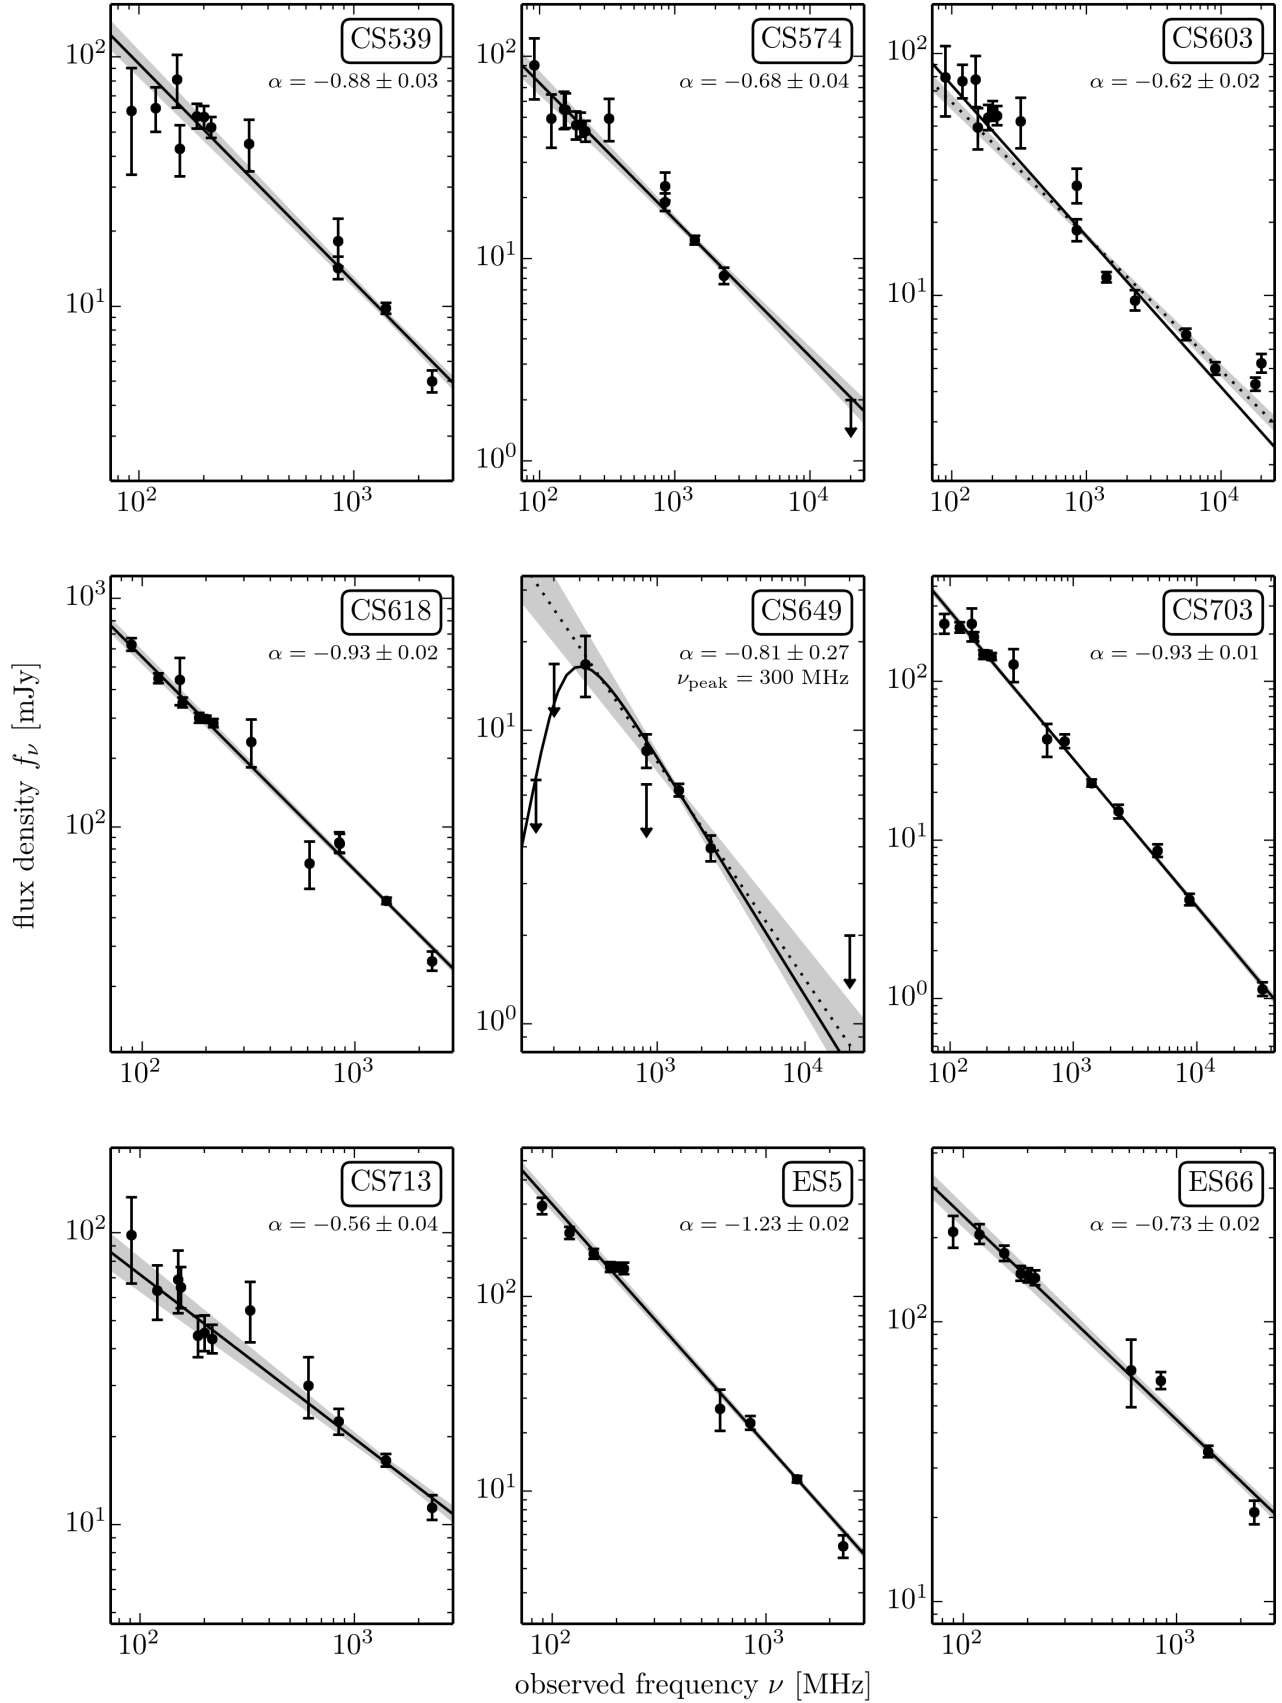 CS539
α = −0.88 ± 0.03
10²
10¹
10² 10³
CS574
α = −0.68 ± 0.04
10²
10¹
10⁰
10² 10³ 10⁴
CS603
α = −0.62 ± 0.02
10²
10¹
10² 10³ 10⁴
flux density fν [mJy]
CS618
α = −0.93 ± 0.02
10³
10²
10² 10³
CS649
α = −0.81 ± 0.27
νpeak = 300 MHz
10¹
10⁰
10³ 10⁴
CS703
α = −0.93 ± 0.01
10²
10¹
10⁰
10² 10³ 10⁴
CS713
α = −0.56 ± 0.04
10²
10¹
10² 10³
ES5
α = −1.23 ± 0.02
10²
10¹
10² 10³
ES66
α = −0.73 ± 0.02
10²
10¹
10² 10³
observed frequency ν [MHz]